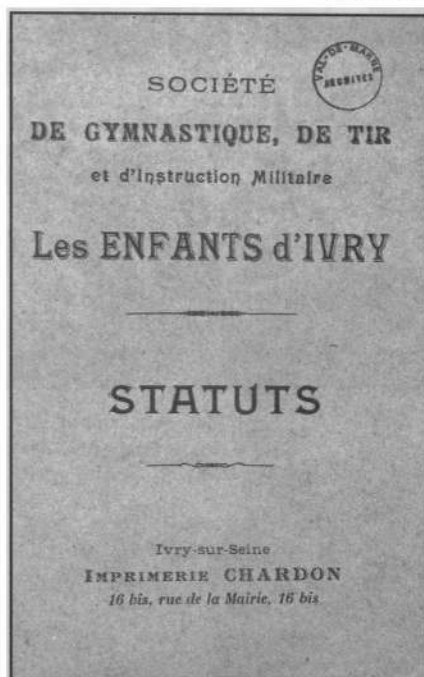 VAL-DE-MARNE
ARCHIVES
SOCIÉTÉ
DE GYMNASTIQUE, DE TIR
et d'Instruction Militaire
Les ENFANTS d'IVRY
STATUTS
Ivry-sur-Seine
IMPRIMERIE CHARDON
16 bis, rue de la Mairie, 16 bis